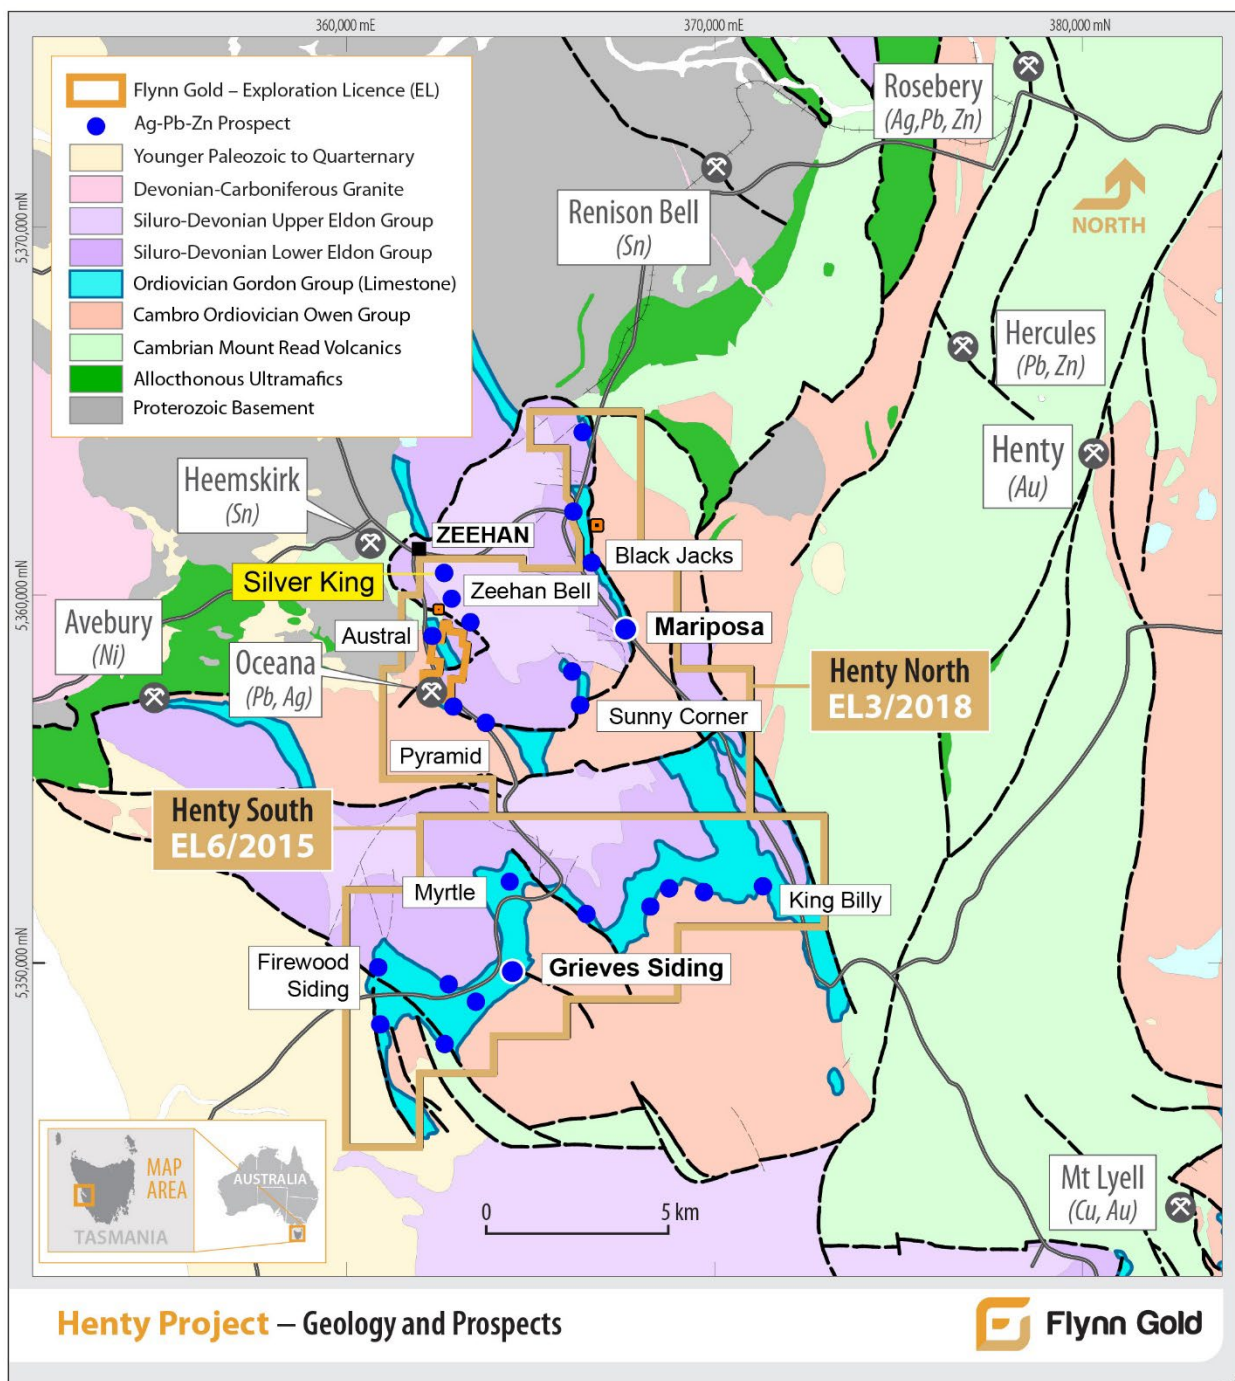 360,000 mE
370,000 mE
380,000 mN
5,370,000 mN
5,360,000 mN
5,350,000 mN
Flynn Gold – Exploration Licence (EL)
Ag-Pb-Zn Prospect
Younger Paleozoic to Quarternary
Devonian-Carboniferous Granite
Siluro-Devonian Upper Eldon Group
Siluro-Devonian Lower Eldon Group
Ordiovician Gordon Group (Limestone)
Cambro Ordiovician Owen Group
Cambrian Mount Read Volcanics
Allocthonous Ultramafics
Proterozoic Basement
Rosebery
(Ag,Pb, Zn)
NORTH
Renison Bell
(Sn)
Hercules
(Pb, Zn)
Henty
(Au)
Heemskirk
(Sn)
ZEEHAN
Black Jacks
Silver King
Zeehan Bell
Avebury
(Ni)
Austral
Mariposa
Oceana
(Pb, Ag)
Henty North
EL3/2018
Sunny Corner
Pyramid
Henty South
EL6/2015
Myrtle
King Billy
Firewood
Siding
Grieves Siding
MAP
AREA
TASMANIA
AUSTRALIA
0
5 km
Mt Lyell
(Cu, Au)
Henty Project – Geology and Prospects
Flynn Gold